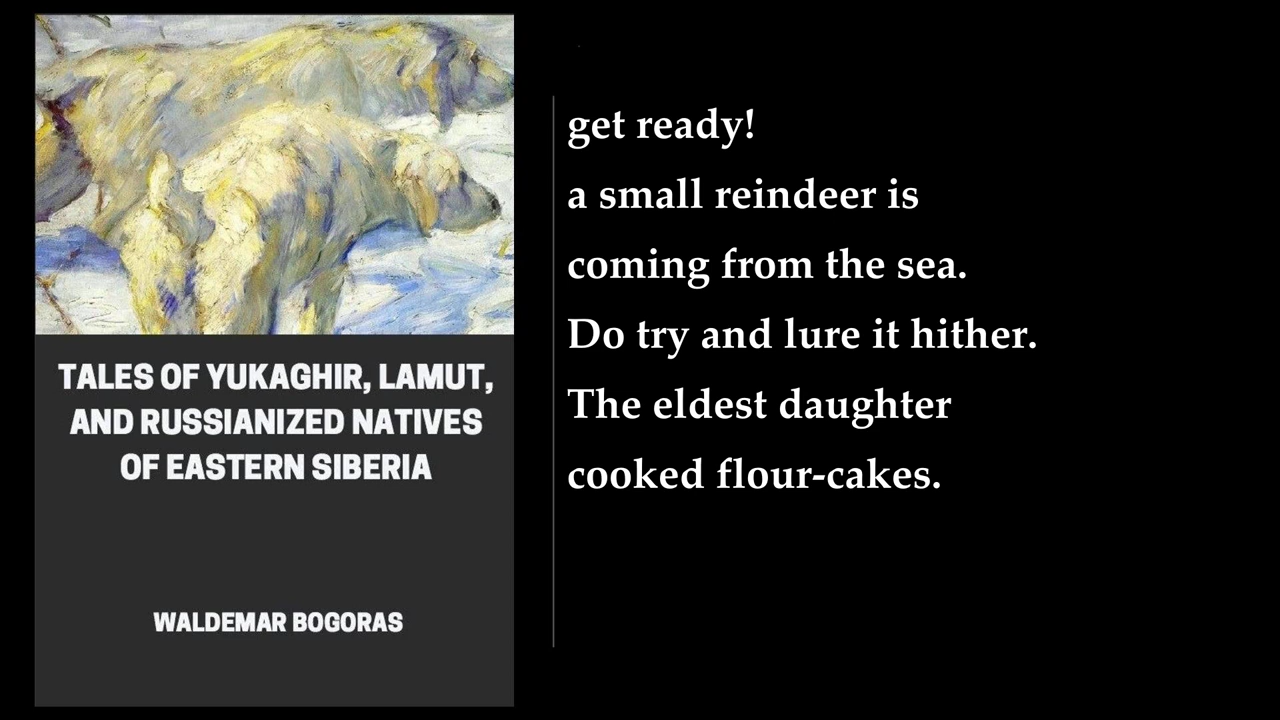 TALES OF YUKAGHIR, LAMUT,
AND RUSSIANIZED NATIVES
OF EASTERN SIBERIA
WALDEMAR BOGORAS
get ready!
a small reindeer is
coming from the sea.
Do try and lure it hither.
The eldest daughter
cooked flour-cakes.